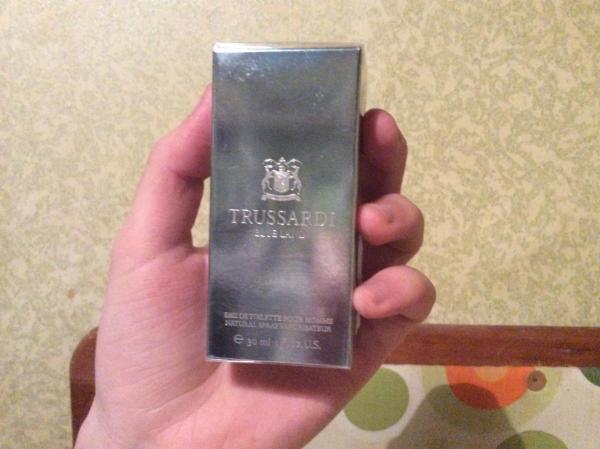 TRUSSARDI
BLUE LAND
EAU DE TOILETTE POUR HOMME
NATURAL SPRAY VAPORISATEUR
℮ 30 ml U.S.